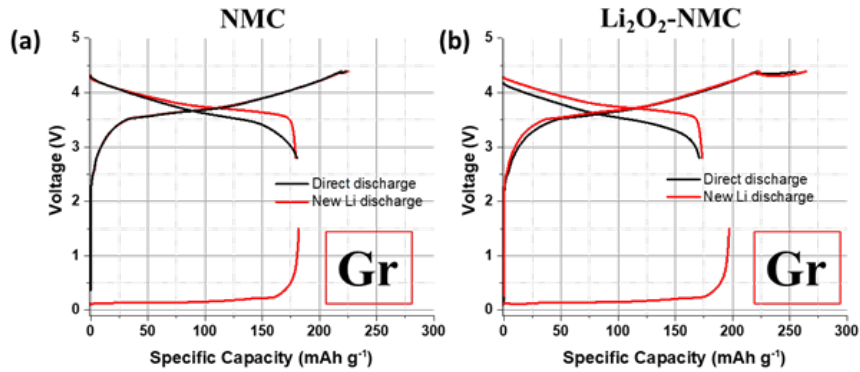 (a)
NMC
Voltage (V)
5
4
3
2
1
0
Direct discharge
New Li discharge
Gr
0 50 100 150 200 250 300
Specific Capacity (mAh g⁻¹)
(b)
Li₂O₂-NMC
Voltage (V)
5
4
3
2
1
0
Direct discharge
New Li discharge
Gr
0 50 100 150 200 250 300
Specific Capacity (mAh g⁻¹)